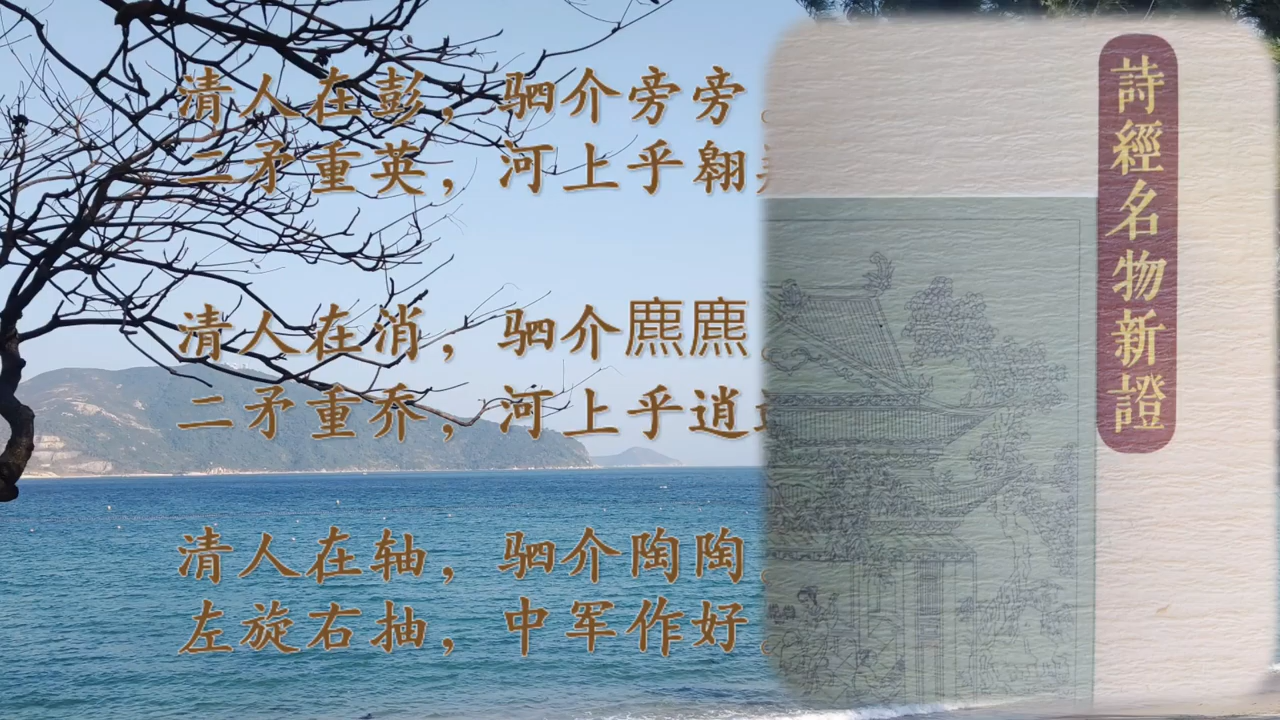 清人在彭，驷介旁旁。
二矛重英，河上乎翱
清人在消，驷介麃麃。
二矛重乔，河上乎逍
清人在轴，驷介陶陶。
左旋右抽，中军作好。
詩經名物新證